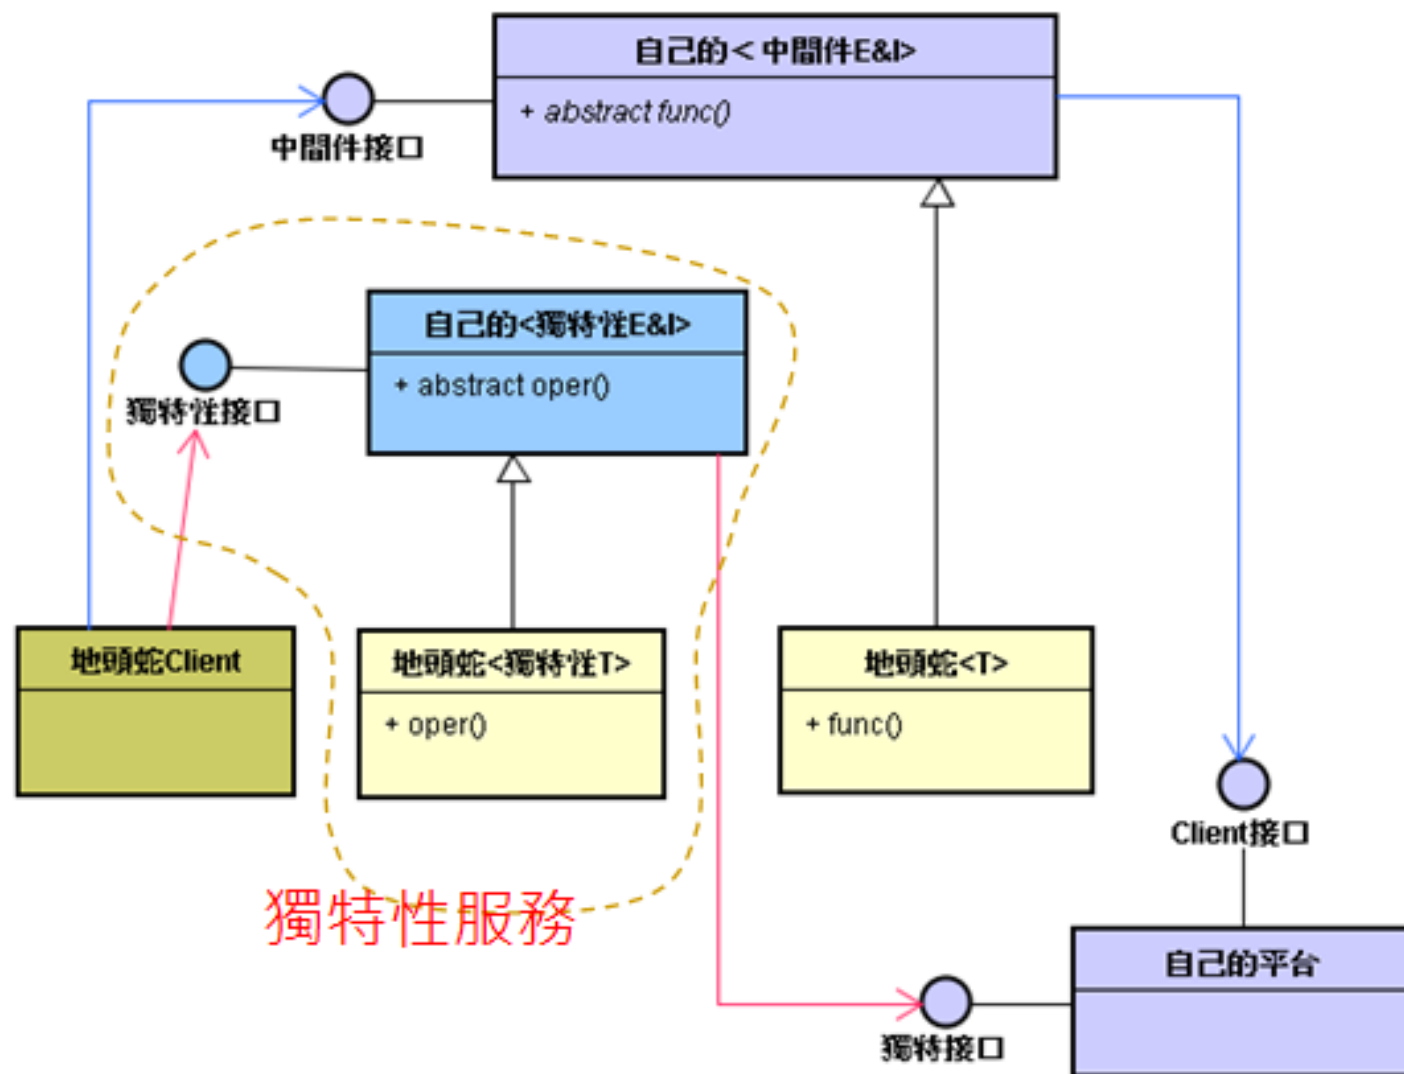 自己的<中間件E&I>
+ abstract func()
中間件接口
自己的<獨特性E&I>
+ abstract oper()
獨特性接口
地頭蛇Client
地頭蛇<獨特性T>
+ oper()
地頭蛇<T>
+ func()
Client接口
獨特性服務
自己的平台
獨特接口